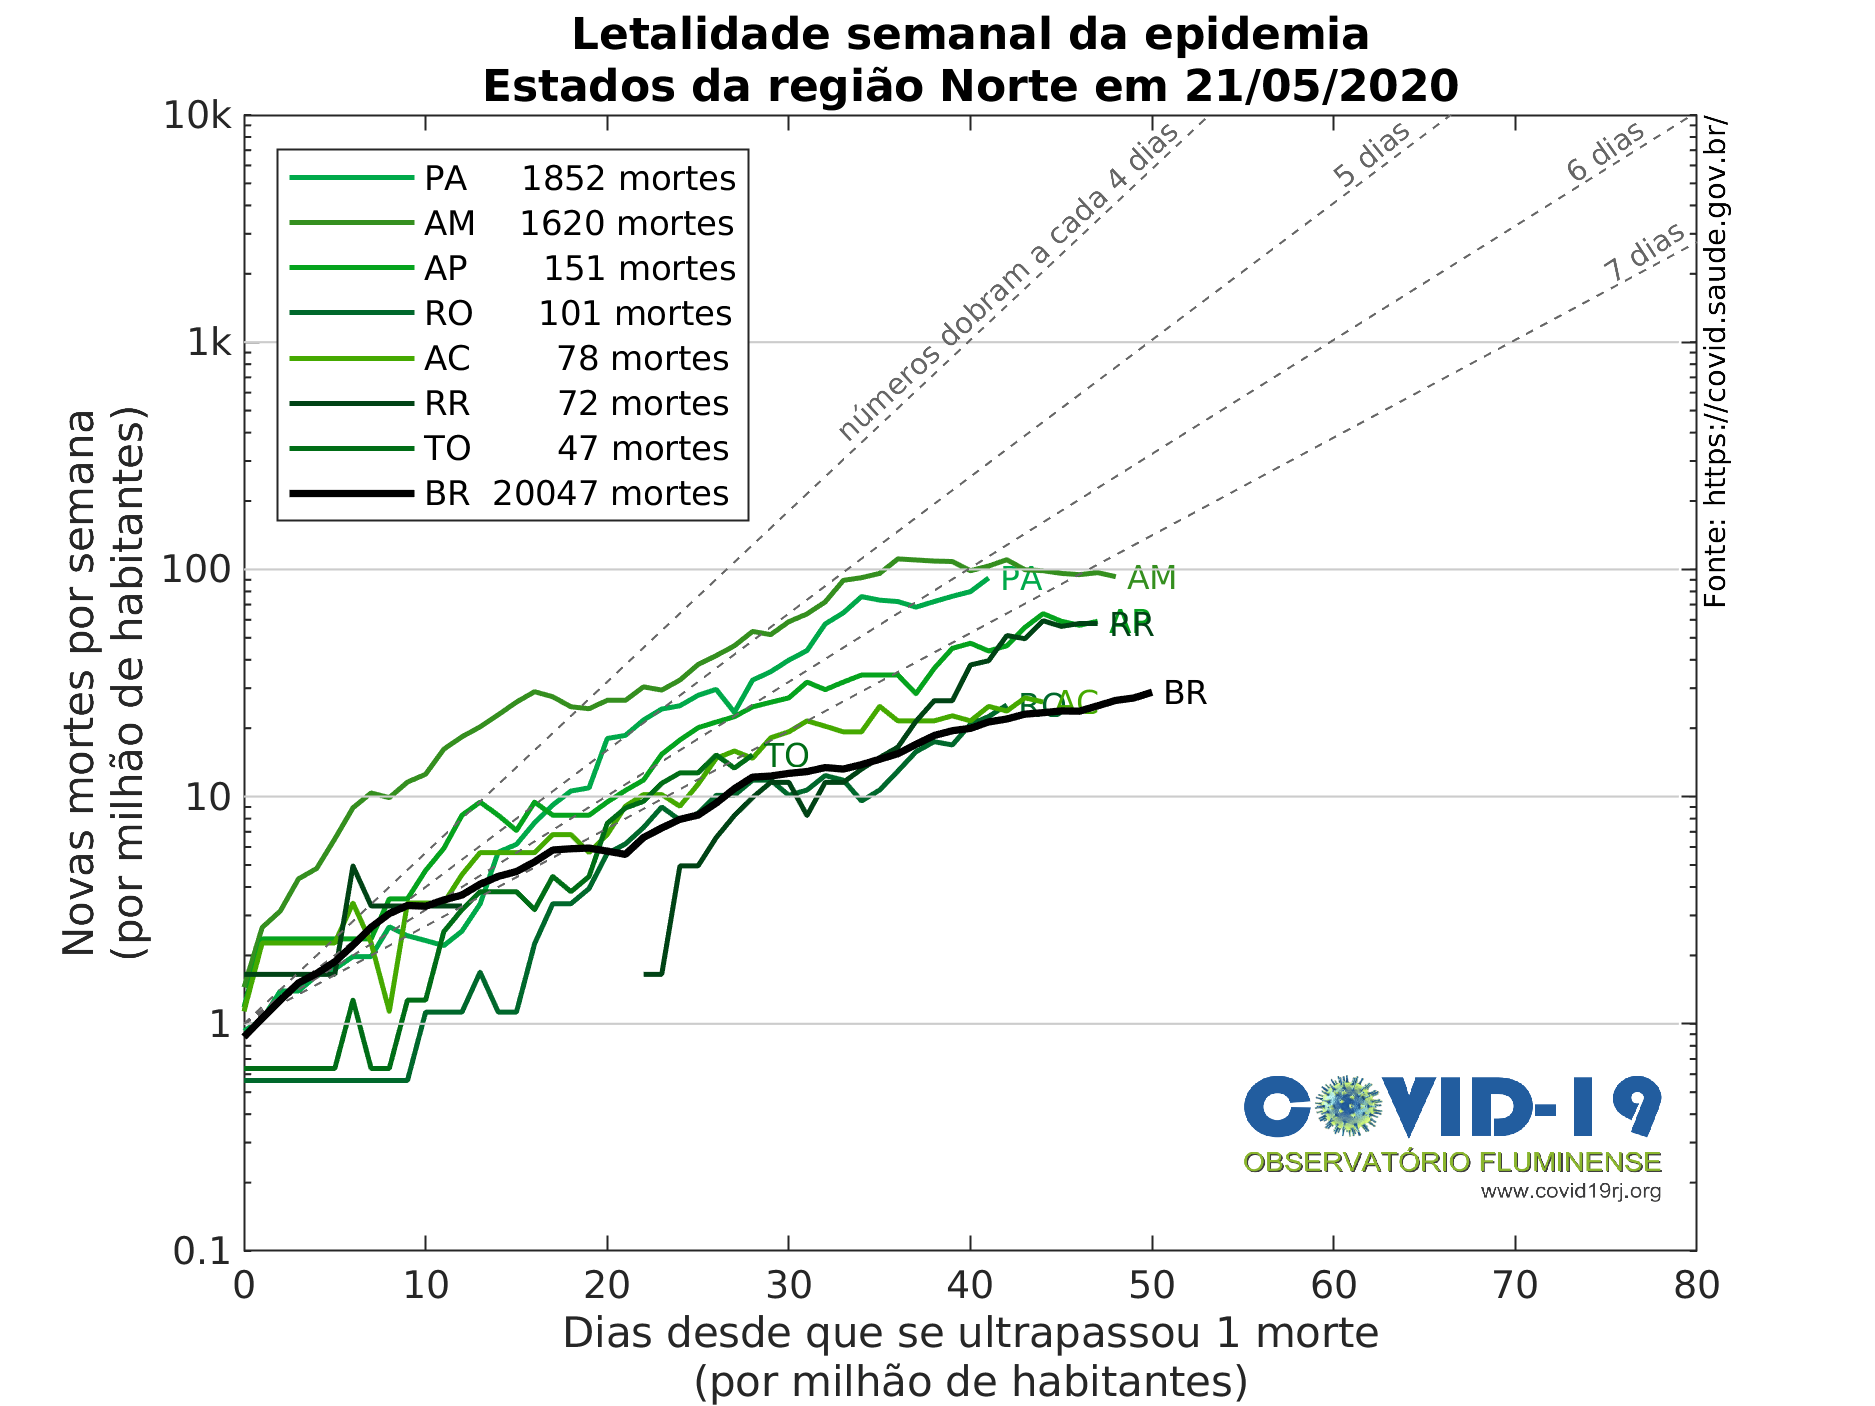 Letalidade semanal da epidemia
Estados da região Norte em 21/05/2020
10k
1k
100
10
1
0.1
Novas mortes por semana
(por milhão de habitantes)
PA 1852 mortes
AM 1620 mortes
AP 151 mortes
RO 101 mortes
AC 78 mortes
RR 72 mortes
TO 47 mortes
BR 20047 mortes
números dobram a cada 4 dias
5 dias
6 dias
7 dias
Fonte: https://covid.saude.gov.br/
PA
AM
AP
RR
BR
RO
AC
TO
COVID-19
OBSERVATÓRIO FLUMINENSE
www.covid19rj.org
0 10 20 30 40 50 60 70 80
Dias desde que se ultrapassou 1 morte
(por milhão de habitantes)